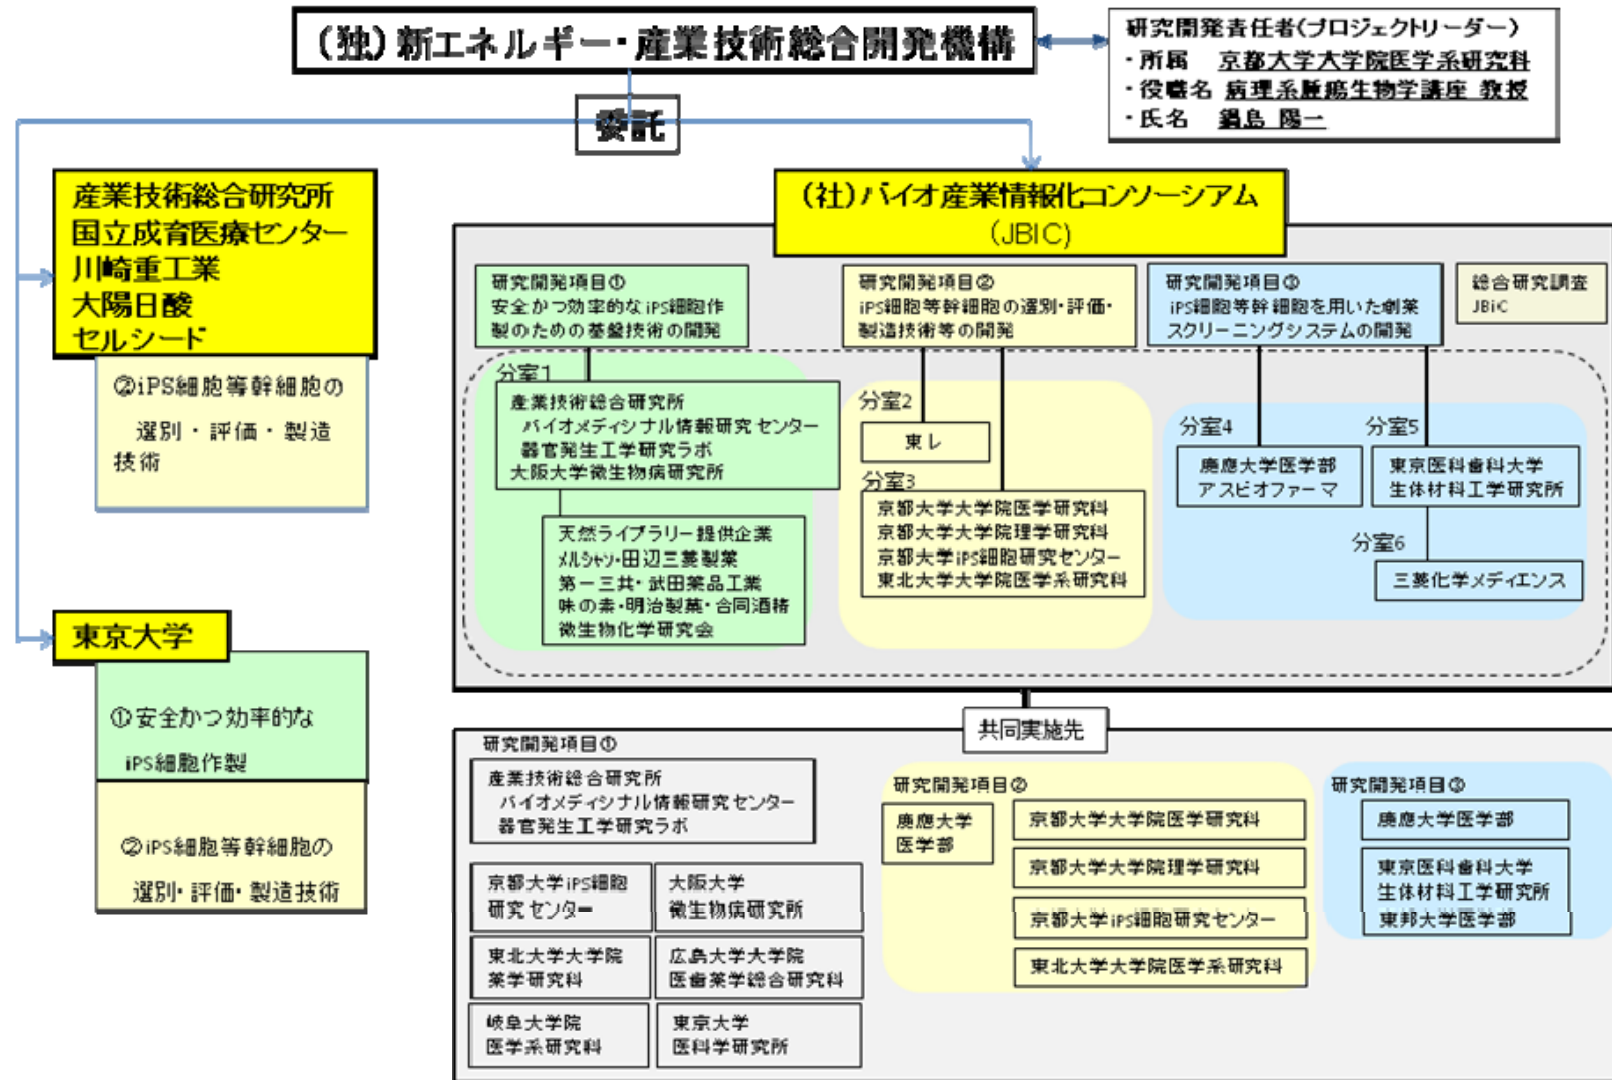 (独)新エネルギー・産業技術総合開発機構
研究開発責任者(プロジェクトリーダー)
・所属 京都大学大学院医学系研究科
・役職名 病理系腫瘍生物学講座 教授
・氏名 鍋島 陽一
委託
産業技術総合研究所
国立成育医療センター
川崎重工業
大陽日酸
セルシード
②iPS細胞等幹細胞の
選別・評価・製造
技術
東京大学
①安全かつ効率的な
iPS細胞作製
②iPS細胞等幹細胞の
選別・評価・製造技術
(社)バイオ産業情報化コンソーシアム
(JBIC)
研究開発項目①
安全かつ効率的なiPS細胞作
製のための基盤技術の開発
研究開発項目②
iPS細胞等幹細胞の選別・評価・
製造技術等の開発
研究開発項目③
iPS細胞等幹細胞を用いた創薬
スクリーニングシステムの開発
総合研究調査
JBiC
分室1
産業技術総合研究所
バイオメディシナル情報研究センター
器官発生工学研究ラボ
大阪大学微生物病研究所
天然ライブラリー提供企業
メルシャン・田辺三菱製薬
第一三共・武田薬品工業
味の素・明治製菓・合同酒精
微生物化学研究会
分室2
東レ
分室3
京都大学大学院医学研究科
京都大学大学院理学研究科
京都大学iPS細胞研究センター
東北大学大学院医学系研究科
分室4
慶應大学医学部
アスビオファーマ
分室5
東京医科歯科大学
生体材料工学研究所
分室6
三菱化学メディエンス
共同実施先
研究開発項目①
産業技術総合研究所
バイオメディシナル情報研究センター
器官発生工学研究ラボ
京都大学iPS細胞
研究センター
大阪大学
微生物病研究所
東北大学大学院
薬学研究科
広島大学大学院
医歯薬学総合研究科
岐阜大学院
医学系研究科
東京大学
医科学研究所
研究開発項目②
慶應大学
医学部
京都大学大学院医学研究科
京都大学大学院理学研究科
京都大学iPS細胞研究センター
東北大学大学院医学系研究科
研究開発項目③
慶應大学医学部
東京医科歯科大学
生体材料工学研究所
東邦大学医学部